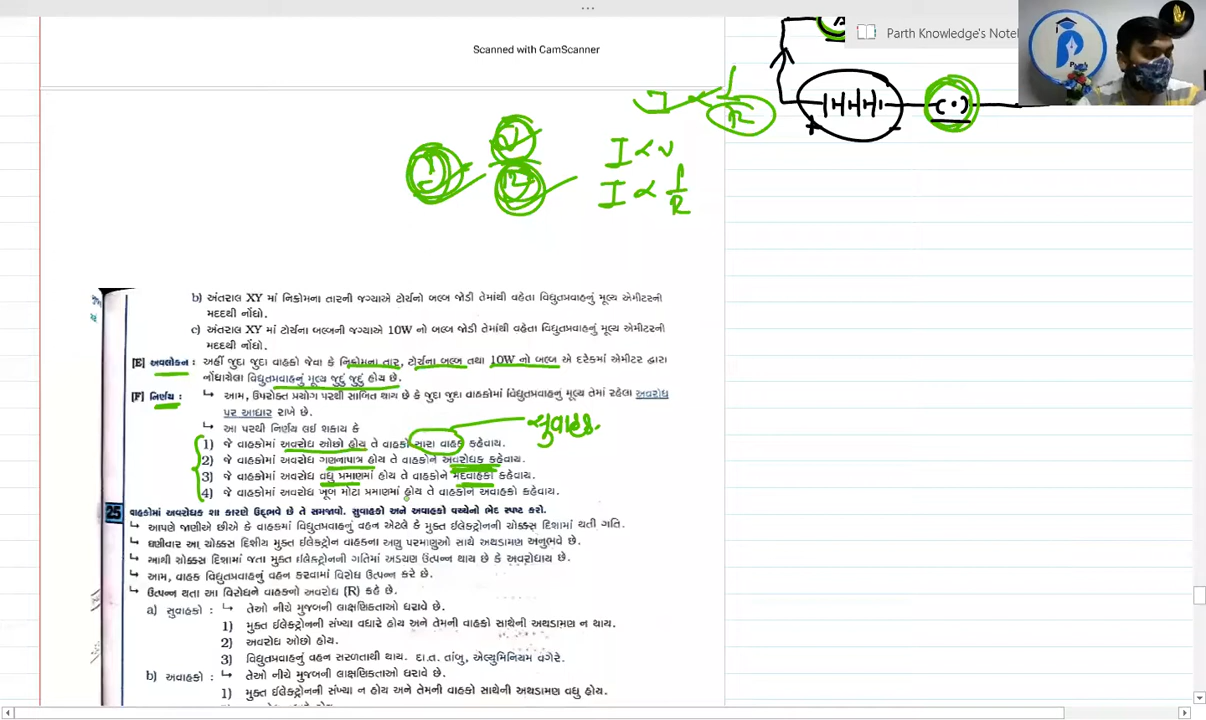 Scanned with CamScanner
Parth Knowledge's Notel
I ∝ 1/R
I ∝ v
I ∝ 1/R
b) અંતરાલ XY માં નિક્રોમના તારની જગ્યાએ ટોર્ચનો બલ્બ જોડી તેમાંથી વહેતા વિદ્યુતપ્રવાહનું મૂલ્ય એમીટરની
મદદથી નોંધો.
c) અંતરાલ XY માં ટોર્ચના બલ્બની જગ્યાએ 10W નો બલ્બ જોડી તેમાંથી વહેતા વિદ્યુતપ્રવાહનું મૂલ્ય એમીટરની
મદદથી નોંધો.
[E] અવલોકન : અહીં જુદા જુદા વાહકો જેવા કે નિક્રોમના તાર, ટોર્ચના બલ્બ તથા 10W નો બલ્બ એ દરેકમાં એમીટર દ્વારા
નોંધાયેલા વિદ્યુતપ્રવાહનું મૂલ્ય જુદું જુદું હોય છે.
[F] નિર્ણય : ↳ આમ, ઉપરોક્ત પ્રયોગ પરથી સાબિત થાય છે કે જુદા જુદા વાહકોમાં વિદ્યુતપ્રવાહનું મૂલ્ય તેમાં રહેલા અવરોધ
પર આધાર રાખે છે.
↳ આ પરથી નિર્ણય લઈ શકાય કે
સુવાહક
1) જે વાહકોમાં અવરોધ ઓછો હોય તે વાહકો સારા વાહક કહેવાય.
2) જે વાહકોમાં અવરોધ ગણનાપાત્ર હોય તે વાહકોને અવરોધક કહેવાય.
3) જે વાહકોમાં અવરોધ વધુ પ્રમાણમાં હોય તે વાહકોને મંદવાહકો કહેવાય.
4) જે વાહકોમાં અવરોધ ખૂબ મોટા પ્રમાણમાં હોય તે વાહકોને અવાહકો કહેવાય.
25 વાહકોમાં અવરોધક શા કારણે ઉદ્ભવે છે તે સમજાવો. સુવાહકો અને અવાહકો વચ્ચેનો ભેદ સ્પષ્ટ કરો.
↳ આપણે જાણીએ છીએ કે વાહકમાં વિદ્યુતપ્રવાહનું વહન એટલે કે મુક્ત ઈલેક્ટ્રોનની ચોક્કસ દિશામાં થતી ગતિ.
↳ ઘણીવાર આ ચોક્કસ દિશીય મુક્ત ઈલેક્ટ્રોન વાહકના અણુ પરમાણુઓ સાથે અથડામણ અનુભવે છે.
↳ આથી ચોક્કસ દિશામાં જતા મુક્ત ઈલેક્ટ્રોનની ગતિમાં અડચણ ઉત્પન્ન થાય છે કે અવરોધાય છે.
↳ આમ, વાહક વિદ્યુતપ્રવાહનું વહન કરવામાં વિરોધ ઉત્પન્ન કરે છે.
↳ ઉત્પન્ન થતા આ વિરોધને વાહકનો અવરોધ (R) કહે છે.
a) સુવાહકો : ↳ તેઓ નીચે મુજબની લાક્ષણિકતાઓ ધરાવે છે.
1) મુક્ત ઈલેક્ટ્રોનની સંખ્યા વધારે હોય અને તેમની વાહકો સાથેની અથડામણ ન થાય.
2) અવરોધ ઓછો હોય.
3) વિદ્યુતપ્રવાહનું વહન સરળતાથી થાય. દા.ત. તાંબુ, એલ્યુમિનિયમ વગેરે.
b) અવાહકો : ↳ તેઓ નીચે મુજબની લાક્ષણિકતાઓ ધરાવે છે.
1) મુક્ત ઈલેક્ટ્રોનની સંખ્યા ન હોય અને તેમની વાહકો સાથેની અથડામણ વધુ હોય.